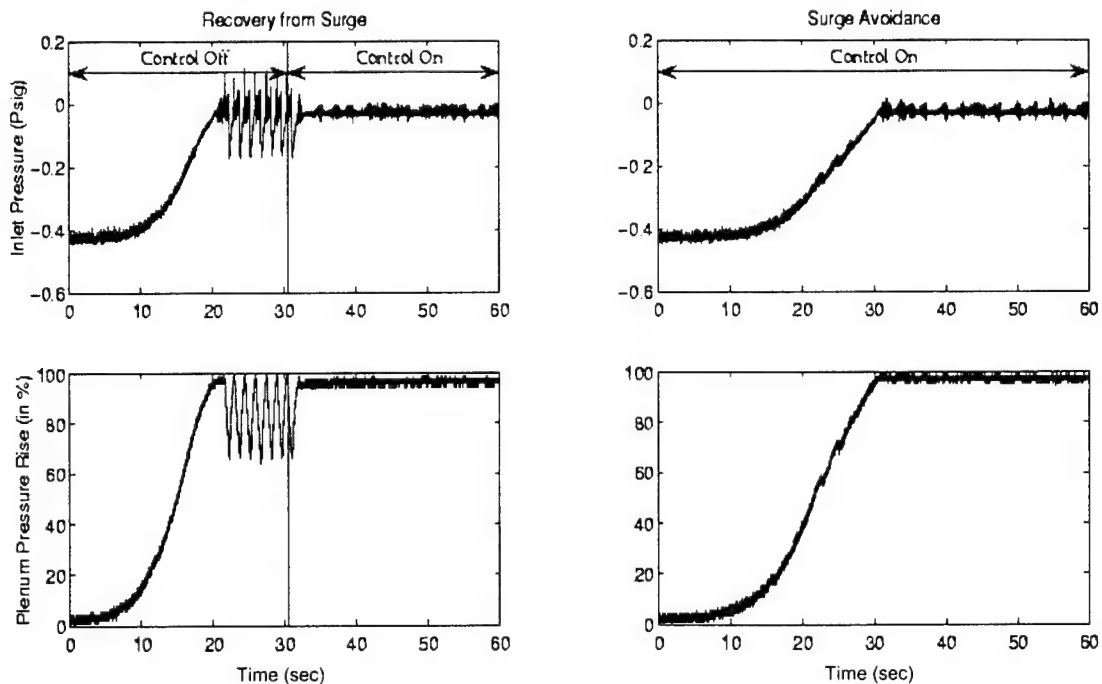 Recovery from Surge
Control Off
Control On
Inlet Pressure (Psig)
0.2
0
−0.2
−0.4
−0.6
0 10 20 30 40 50 60
Surge Avoidance
Control On
0.2
0
−0.2
−0.4
−0.6
0 10 20 30 40 50 60
Plenum Pressure Rise (in %)
100
80
60
40
20
0
0 10 20 30 40 50 60
Time (sec)
100
80
60
40
20
0
0 10 20 30 40 50 60
Time (sec)